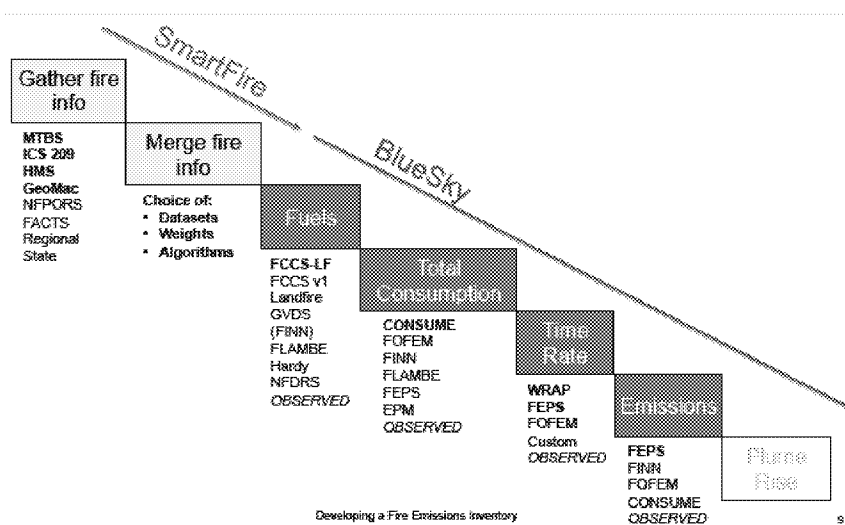 SmartFire
BlueSky
Gather fire
info
MTBS
ICS 209
HMS
GeoMac
NFPORS
FACTS
Regional
State
Merge fire
info
Choice of:
• Datasets
• Weights
• Algorithms
Fuels
FCCS-LF
FCCS v1
Landfire
GVDS
(FINN)
FLAMBE
Hardy
NFDRS
OBSERVED
Total
Consumption
CONSUME
FOFEM
FINN
FLAMBE
FEPS
EPM
OBSERVED
Time
Rate
WRAP
FEPS
FOFEM
Custom
OBSERVED
Emissions
FEPS
FINN
FOFEM
CONSUME
OBSERVED
Plume
Rise
Developing a Fire Emissions Inventory